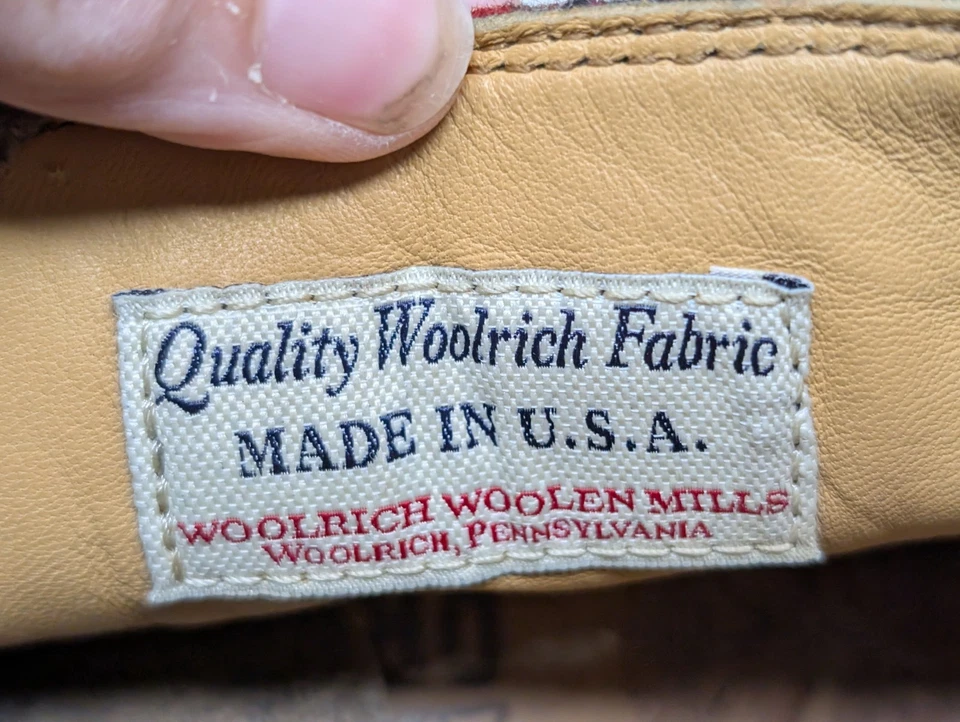 Quality Woolrich Fabric
MADE IN U.S.A.
WOOLRICH WOOLEN MILLS
WOOLRICH, PENNSYLVANIA